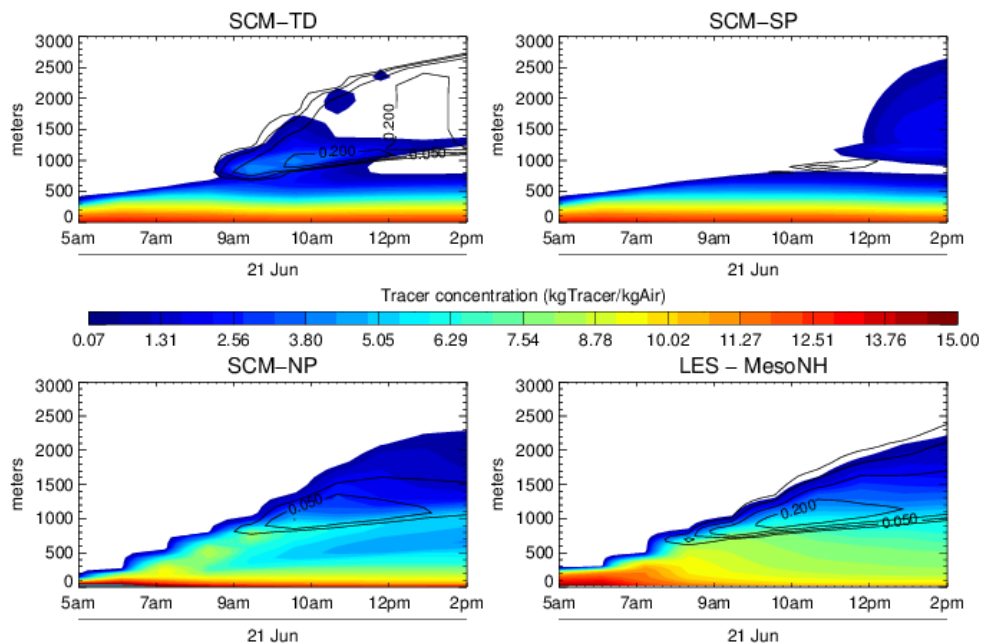 SCM−TD
SCM−SP
3000
2500
2000
1500
1000
500
0
meters
0.200
0.200
0.050
5am 7am 9am 10am 12pm 2pm
21 Jun
3000
2500
2000
1500
1000
500
0
meters
5am 7am 9am 10am 12pm 2pm
21 Jun
Tracer concentration (kgTracer/kgAir)
0.07 1.31 2.56 3.80 5.05 6.29 7.54 8.78 10.02 11.27 12.51 13.76 15.00
SCM−NP
LES − MesoNH
3000
2500
2000
1500
1000
500
0
meters
0.050
5am 7am 9am 10am 12pm 2pm
21 Jun
3000
2500
2000
1500
1000
500
0
meters
0.200
0.050
5am 7am 9am 10am 12pm 2pm
21 Jun